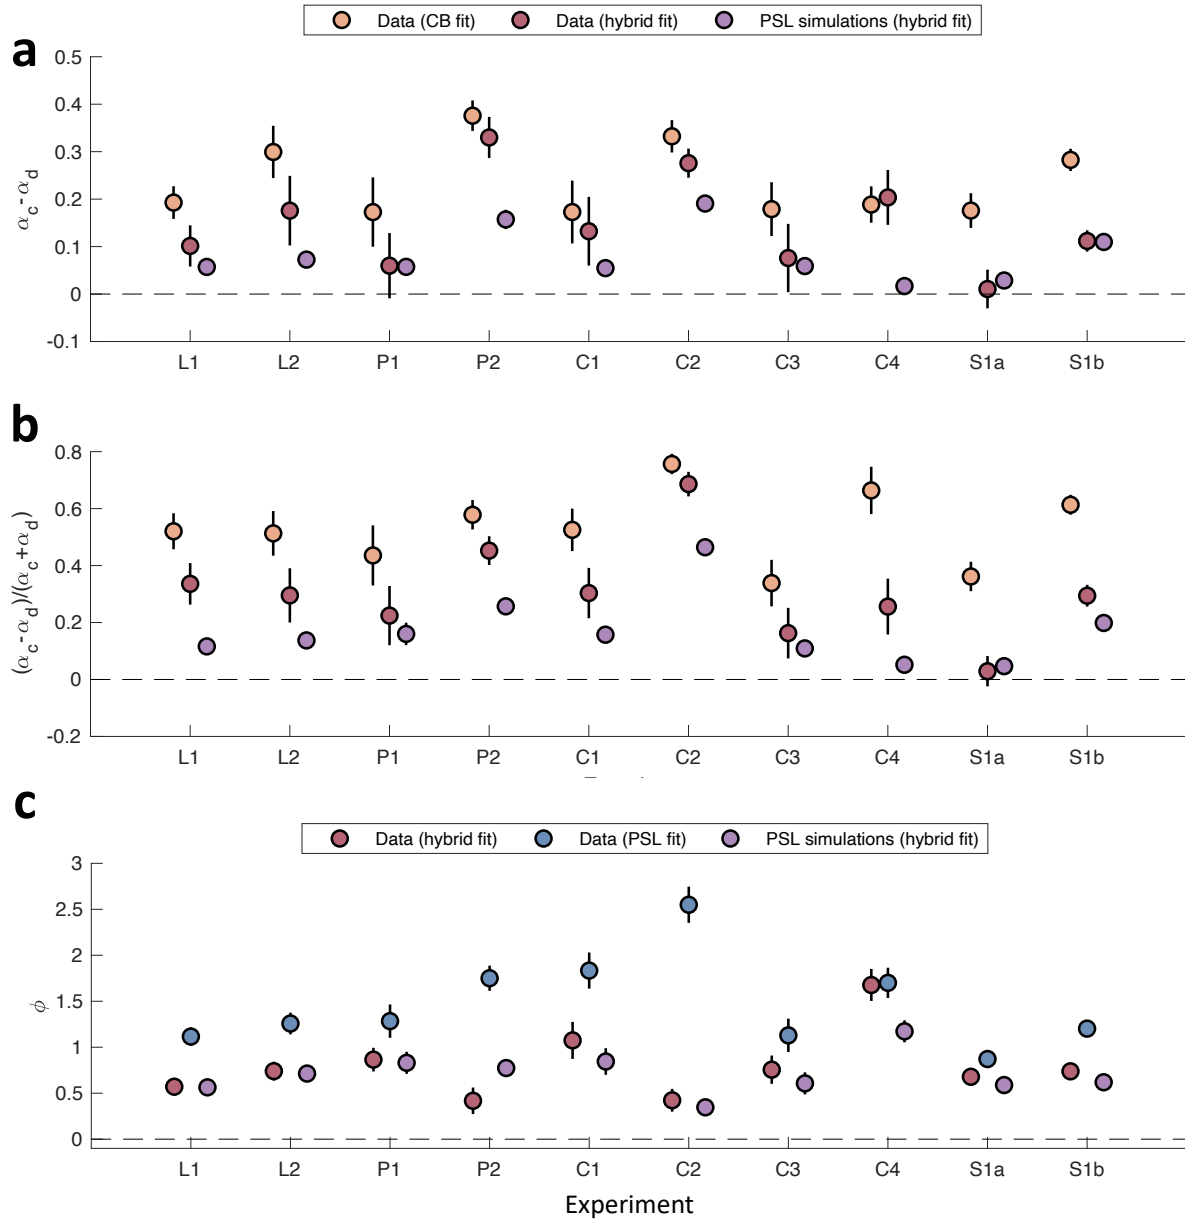 Data (CB fit) Data (hybrid fit) PSL simulations (hybrid fit)
a
0.5
0.4
0.3
0.2
0.1
0
-0.1
α_c - α_d
L1 L2 P1 P2 C1 C2 C3 C4 S1a S1b
b
0.8
0.6
0.4
0.2
0
-0.2
(α_c - α_d)/(α_c + α_d)
L1 L2 P1 P2 C1 C2 C3 C4 S1a S1b
c
Data (hybrid fit) Data (PSL fit) PSL simulations (hybrid fit)
3
2.5
2
1.5
1
0.5
0
ϕ
L1 L2 P1 P2 C1 C2 C3 C4 S1a S1b
Experiment